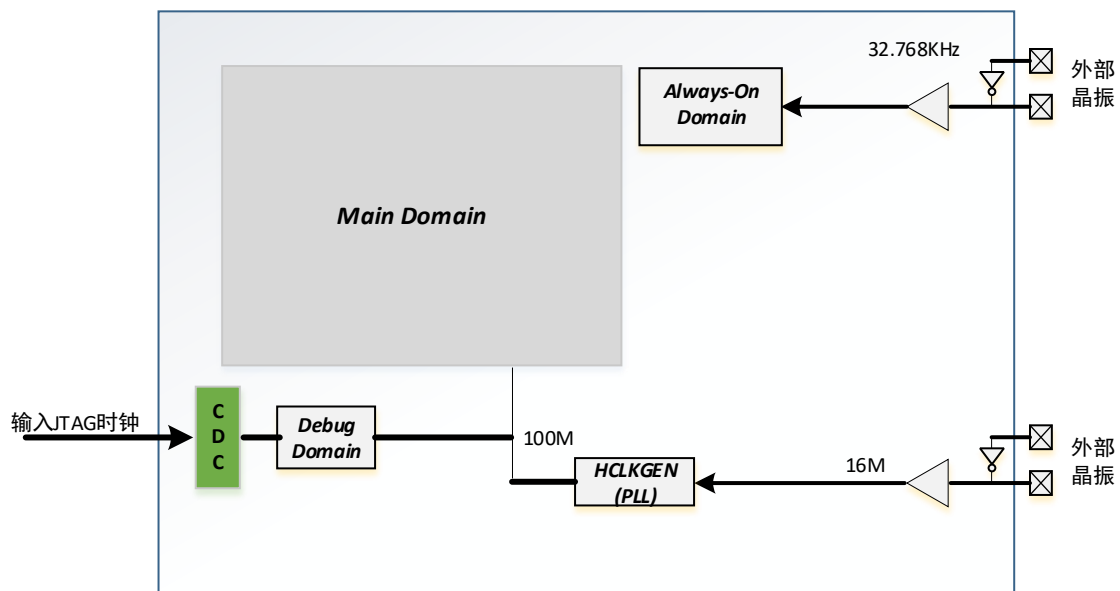 32.768KHz
外部
晶振
Always-On
Domain
Main Domain
输入JTAG时钟
C
D
C
Debug
Domain
100M
HCLKGEN
(PLL)
16M
外部
晶振